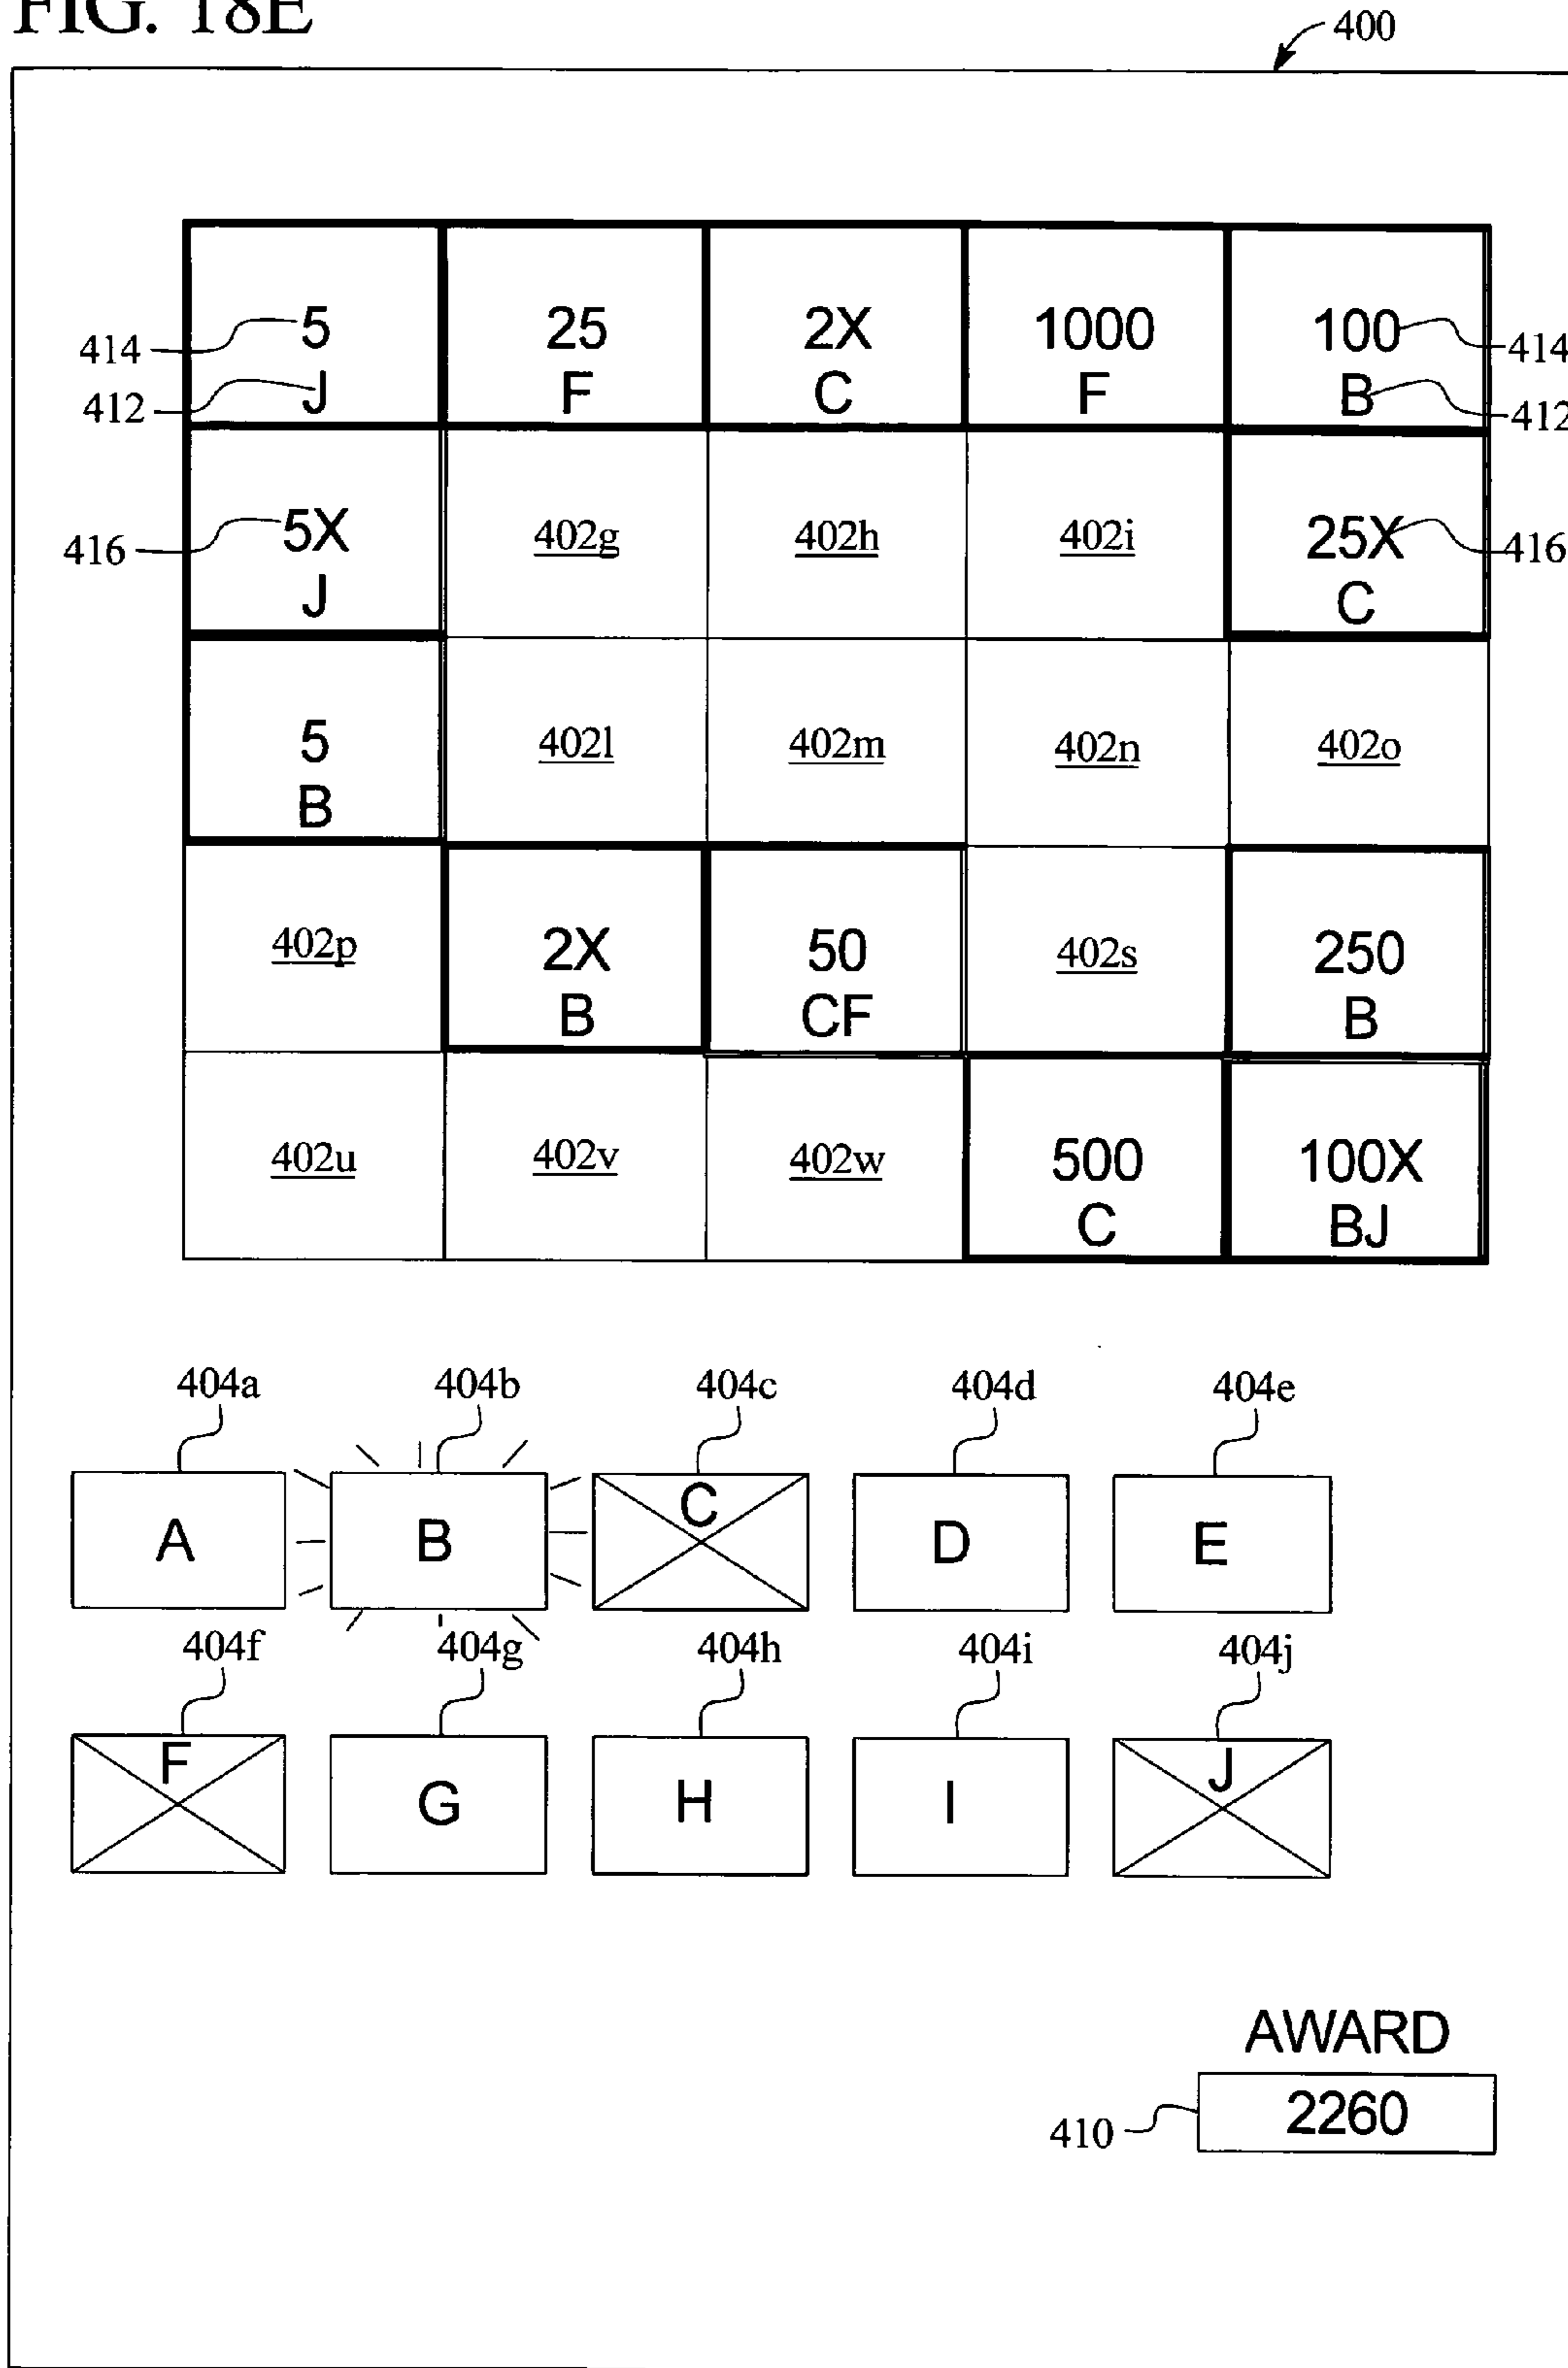 FIG. 18E
400
5 25 2X 1000 100
414 414
J F C F B
412 412
5X 402g 402h 402i 25X
416 416
J C
5 402l 402m 402n 402o
B
402p 2X 50 402s 250
B CF B
402u 402v 402w 500 100X
C BJ
404a 404b 404c 404d 404e
A B C D E
404f 404g 404h 404i 404j
F G H I J
AWARD
410 2260